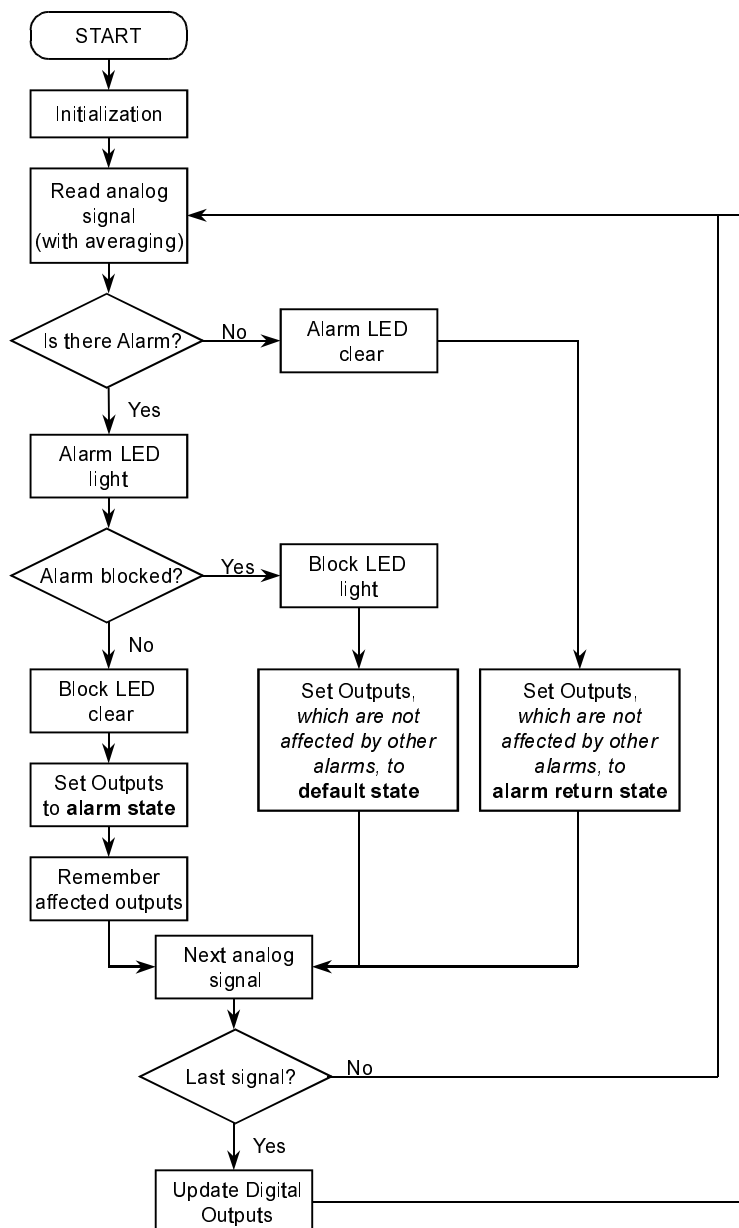 START
Initialization
Read analog
signal
(with averaging)
Is there Alarm?
No
Alarm LED
clear
Yes
Alarm LED
light
Alarm blocked?
Yes
Block LED
light
No
Block LED
clear
Set Outputs
to alarm state
Remember
affected outputs
Set Outputs,
which are not
affected by other
alarms, to
default state
Set Outputs,
which are not
affected by other
alarms, to
alarm return state
Next analog
signal
Last signal?
No
Yes
Update Digital
Outputs